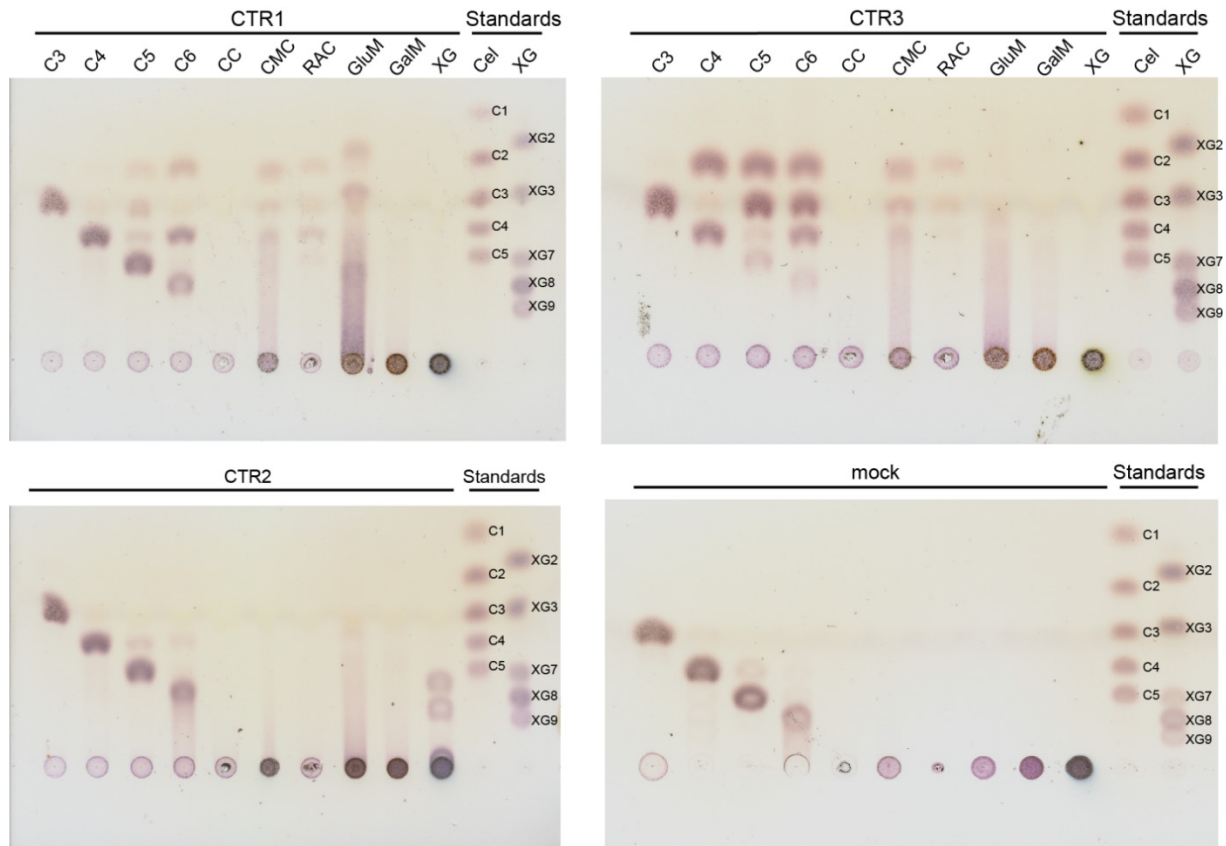 CTR1 Standards
C3 C4 C5 C6 CC CMC RAC GluM GalM XG Cel XG
C1
XG2
C2
C3
XG3
C4
C5
XG7
XG8
XG9
CTR3 Standards
C3 C4 C5 C6 CC CMC RAC GluM GalM XG Cel XG
C1
XG2
C2
C3
XG3
C4
C5
XG7
XG8
XG9
CTR2 Standards
C1
XG2
C2
C3
XG3
C4
C5
XG7
XG8
XG9
mock Standards
C1
XG2
C2
C3
XG3
C4
C5
XG7
XG8
XG9